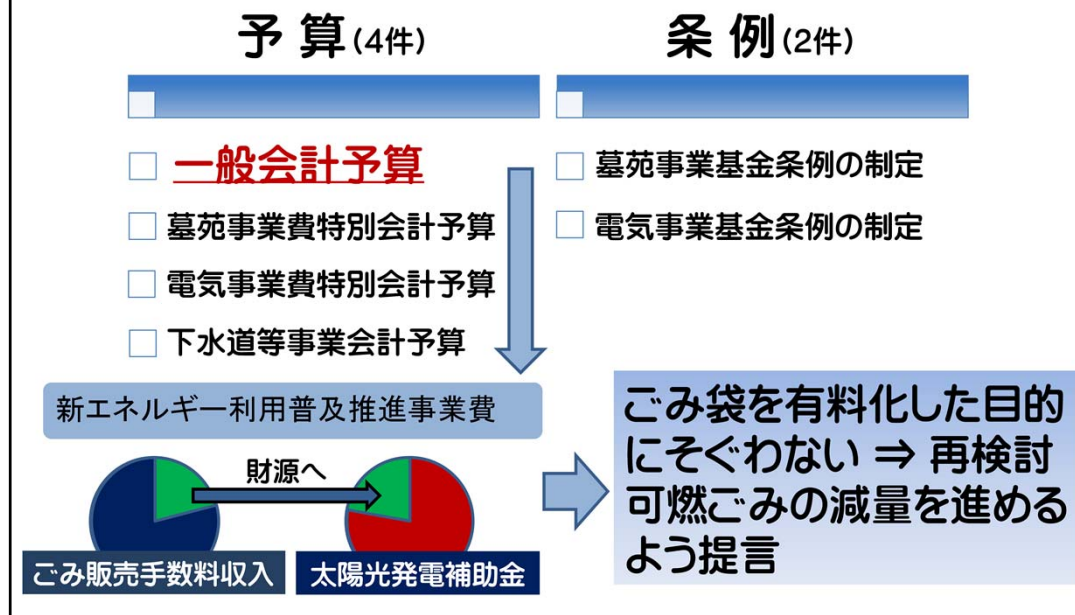 予算(4件)
一般会計予算
墓苑事業費特別会計予算
電気事業費特別会計予算
下水道等事業会計予算
条例(2件)
墓苑事業基金条例の制定
電気事業基金条例の制定
新エネルギー利用普及推進事業費
財源へ
ごみ販売手数料収入
太陽光発電補助金
ごみ袋を有料化した目的
にそぐわない ⇒ 再検討
可燃ごみの減量を進める
よう提言